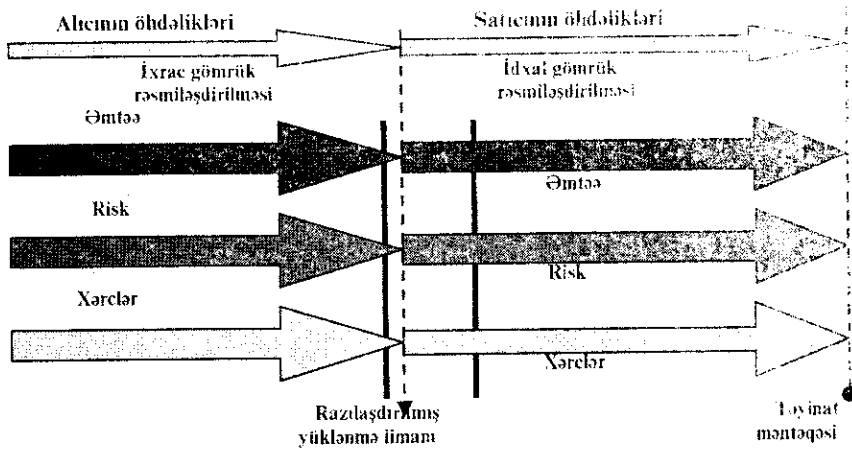 Alıcının öhdəlikləri
Satıcının öhdəlikləri
İxrac gömrük
rəsmiləşdirilməsi
İdxal gömrük
rəsmiləşdirilməsi
Əmtəə
Əmtəə
Risk
Risk
Xərclər
Xərclər
Razılaşdırılmış
yüklənmə limanı
Təyinat
məntəqəsi